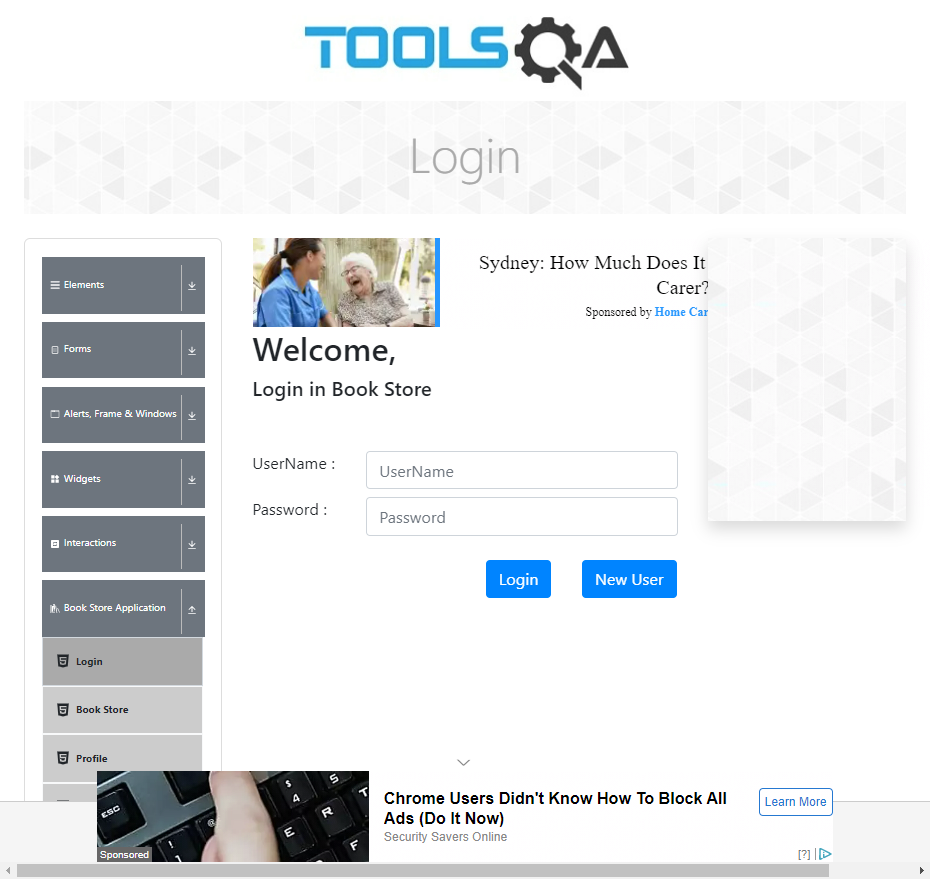 TOOLSQA
Login
Elements
Forms
Alerts, Frame & Windows
Widgets
Interactions
Book Store Application
Login
Book Store
Profile
Sydney: How Much Does It
Carer?
Sponsored by Home Car
Welcome,
Login in Book Store
UserName :
UserName
Password :
Password
Login
New User
ESC
@
1
$
4
5
E
R
T
E
R
F
Sponsored
Chrome Users Didn't Know How To Block All
Ads (Do It Now)
Security Savers Online
Learn More
[?]